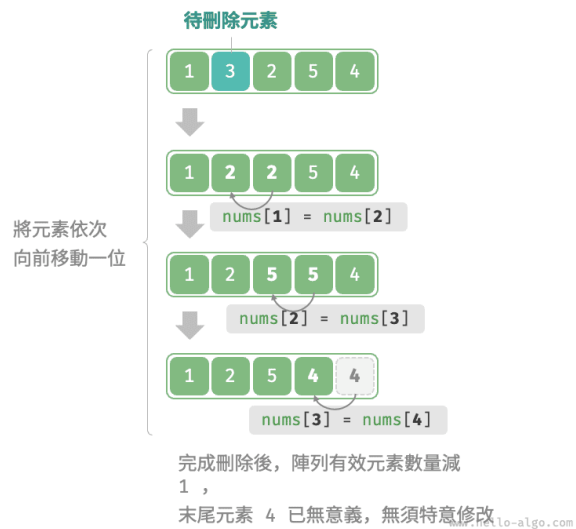 待刪除元素
1 3 2 5 4
1 2 2 5 4
nums[1] = nums[2]
將元素依次
向前移動一位
1 2 5 5 4
nums[2] = nums[3]
1 2 5 4 4
nums[3] = nums[4]
完成刪除後，陣列有效元素數量減
1 ，
末尾元素 4 已無意義，無須特意修改
www.hello-algo.com